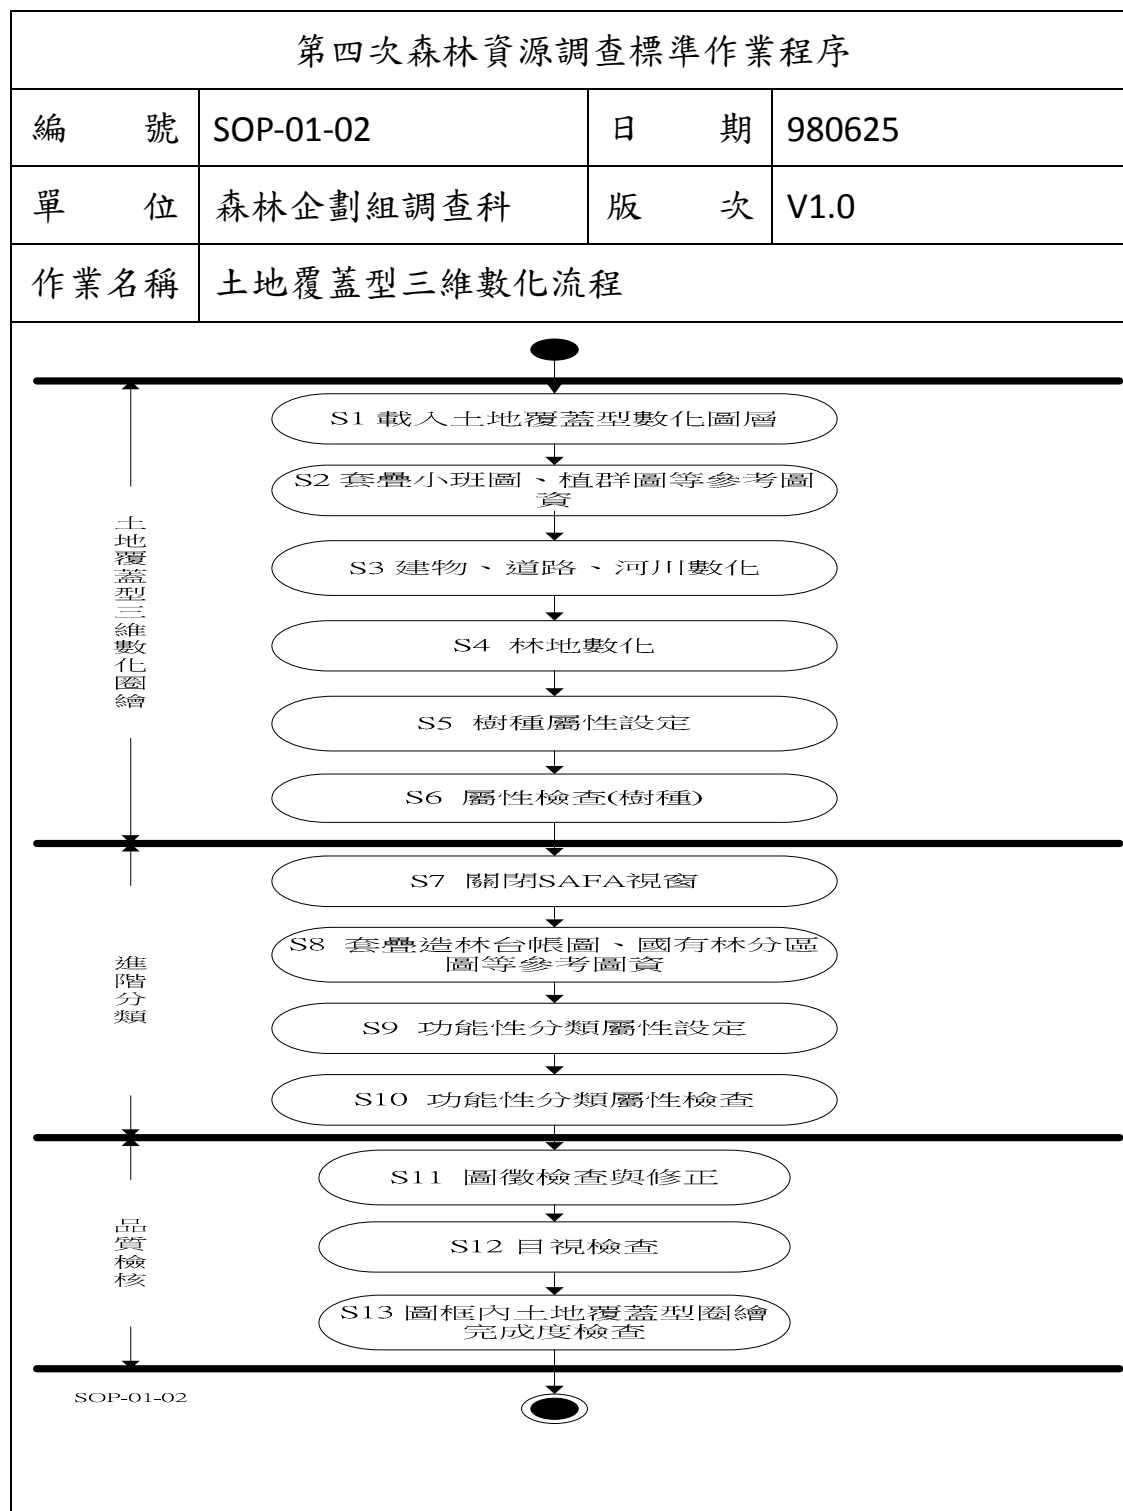 第四次森林資源調查標準作業程序
編號 SOP-01-02 日期 980625
單位 森林企劃組調查科 版次 V1.0
作業名稱 土地覆蓋型三維數化流程
土地覆蓋型三維數化圈繪
S1 載入土地覆蓋型數化圖層
S2 套疊小班圖、植群圖等參考圖
資
S3 建物、道路、河川數化
S4 林地數化
S5 樹種屬性設定
S6 屬性檢查(樹種)
進階分類
S7 關閉SAFA視窗
S8 套疊造林台帳圖、國有林分區
圖等參考圖資
S9 功能性分類屬性設定
S10 功能性分類屬性檢查
品質檢核
S11 圖徵檢查與修正
S12 目視檢查
S13 圖框內土地覆蓋型圈繪
完成度檢查
SOP-01-02